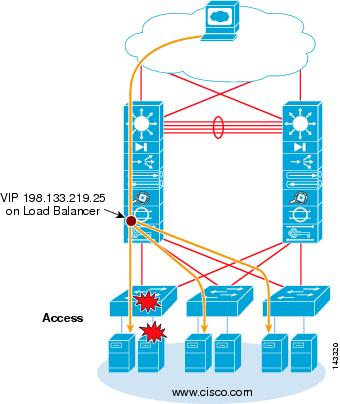 VIP 198.133.219.25
on Load Balancer
Access
www.cisco.com
143320